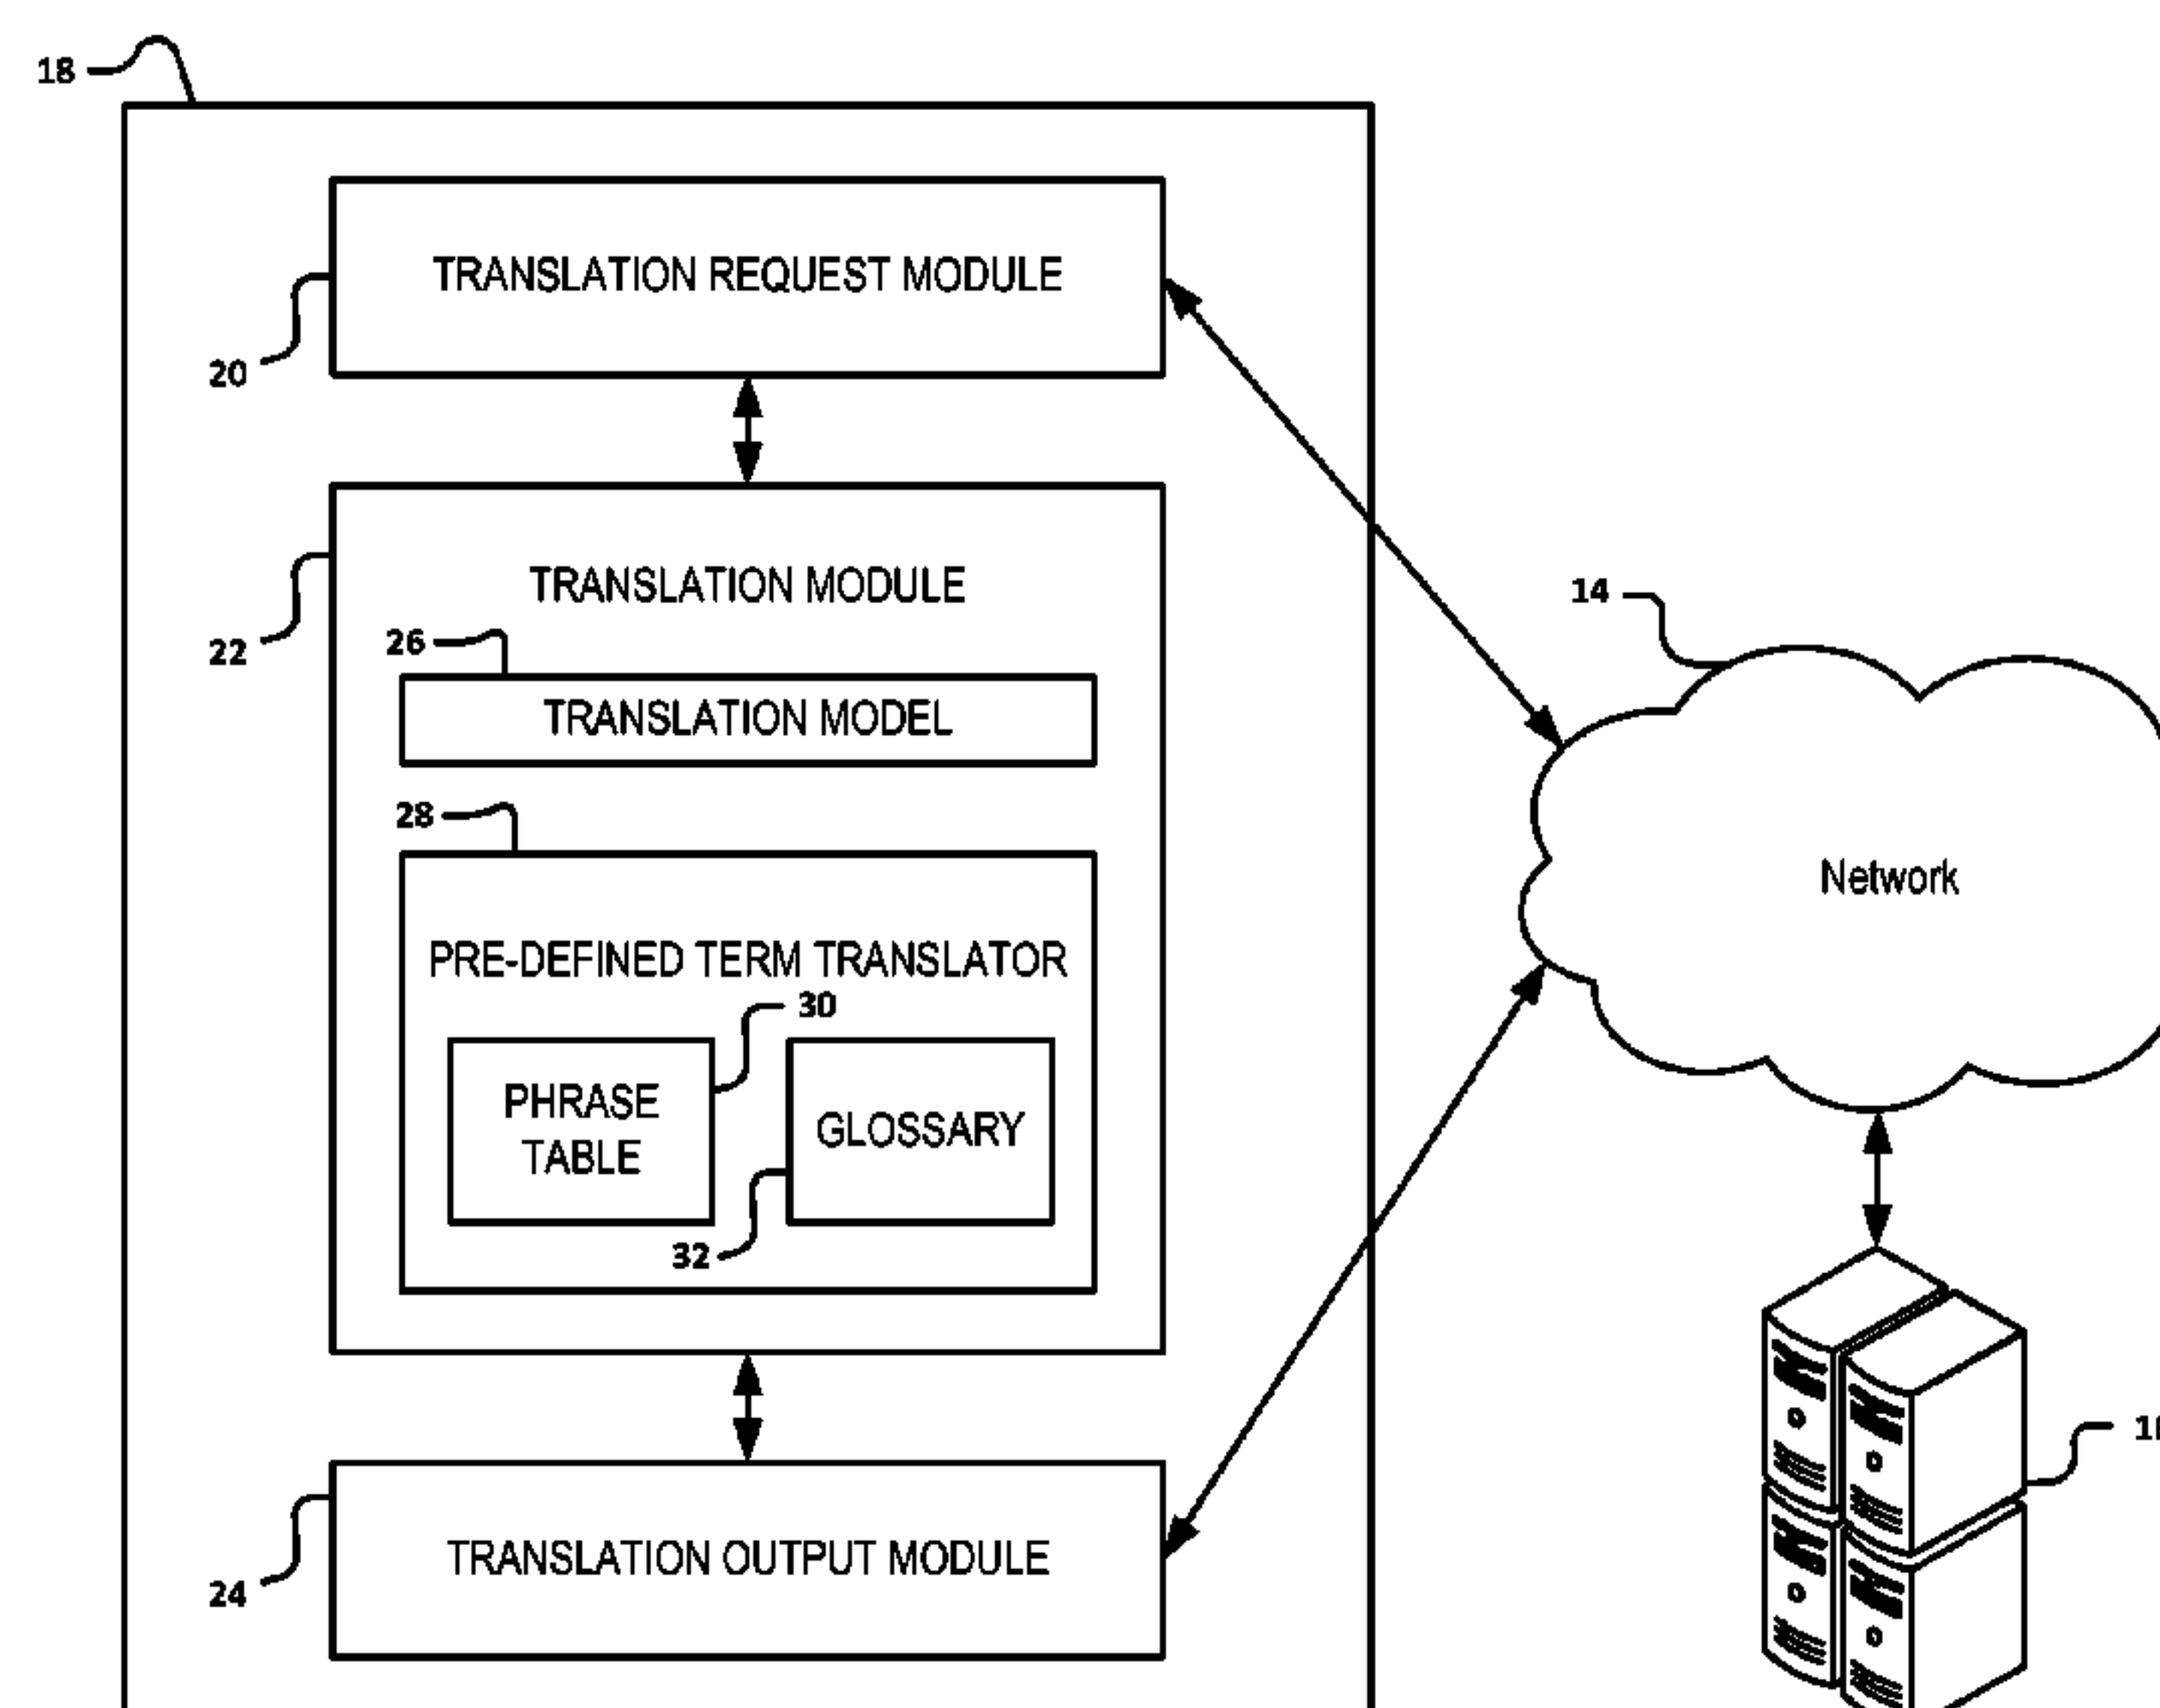 18
TRANSLATION REQUEST MODULE
20
TRANSLATION MODULE
22
26
TRANSLATION MODEL
28
PRE-DEFINED TERM TRANSLATOR
30
PHRASE
TABLE
GLOSSARY
32
TRANSLATION OUTPUT MODULE
24
14
Network